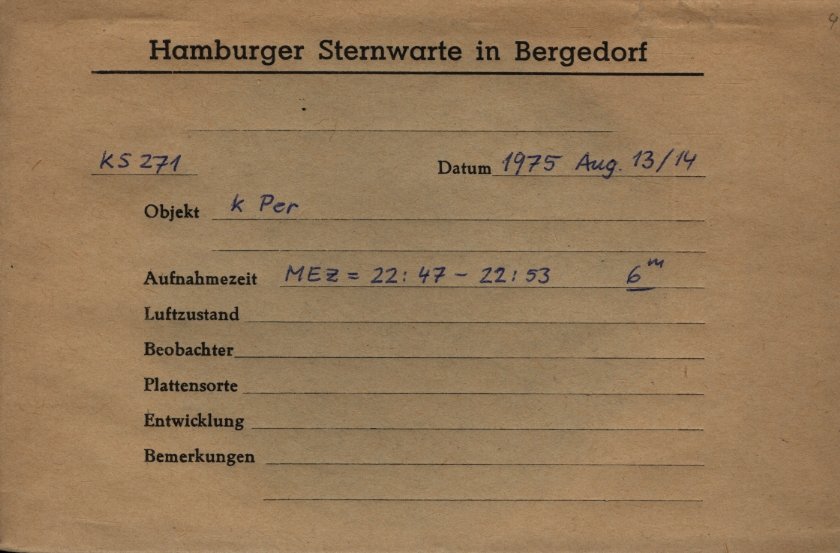 Hamburger Sternwarte in Bergedorf
KS 271 Datum 1975 Aug. 13/14
Objekt k Per
Aufnahmezeit MEZ = 22:47 - 22:53 6ᵐ
Luftzustand
Beobachter
Plattensorte
Entwicklung
Bemerkungen